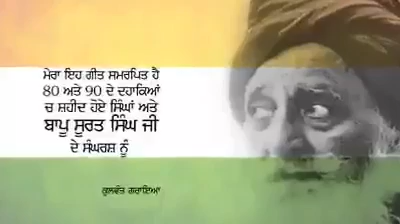 ਮੇਰਾ ਇਹ ਗੀਤ ਸਮਰਪਿਤ ਹੈ
80 ਅਤੇ 90 ਦੇ ਦਹਾਕਿਆਂ
ਚ ਸ਼ਹੀਦ ਹੋਏ ਸਿੰਘਾਂ ਅਤੇ
ਬਾਪੂ ਸੂਰਤ ਸਿੰਘ ਜੀ
ਦੇ ਸੰਘਰਸ਼ ਨੂੰ
ਕੁਲਵੰਤ ਗਰਾਇਆ